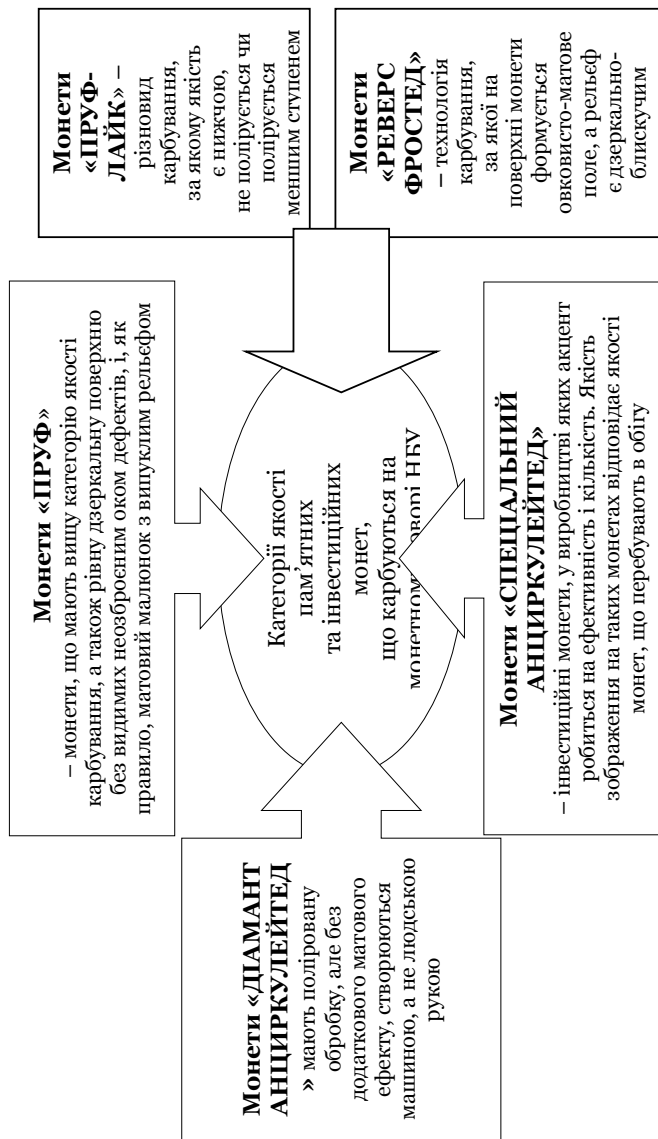 Монети «ПРУФ»
– монети, що мають вищу категорію якості
карбування, а також рівну дзеркальну поверхню
без видимих неозброєним оком дефектів, і, як
правило, матовий малюнок з випуклим рельєфом
Монети
«ПРУФ-
ЛАЙК» –
різновид
карбування,
за якому якість
є нижчою,
не полірується чи
полірується
меншим ступенем
Монети «ДІАМАНТ
АНЦИРКУЛЕЙТЕД
» мають поліровану
обробку, але без
додаткового матового
ефекту, створюються
машиною, а не людською
рукою
Категорії якості
пам’ятних
та інвестиційних
монет,
що карбуються на
монетному дворі НБУ
Монети
«РЕВЕРС
ФРОСТЕД»
– технологія
карбування,
за якої на
поверхні монети
формується
овковисто-матове
поле, а рельєф
є дзеркально-
блискучим
Монети «СПЕЦІАЛЬНИЙ
АНЦИРКУЛЕЙТЕД»
– інвестиційні монети, у виробництві яких акцент
робиться на ефективність і кількість. Якість
зображення на таких монетах відповідає якості
монет, що перебувають в обігу